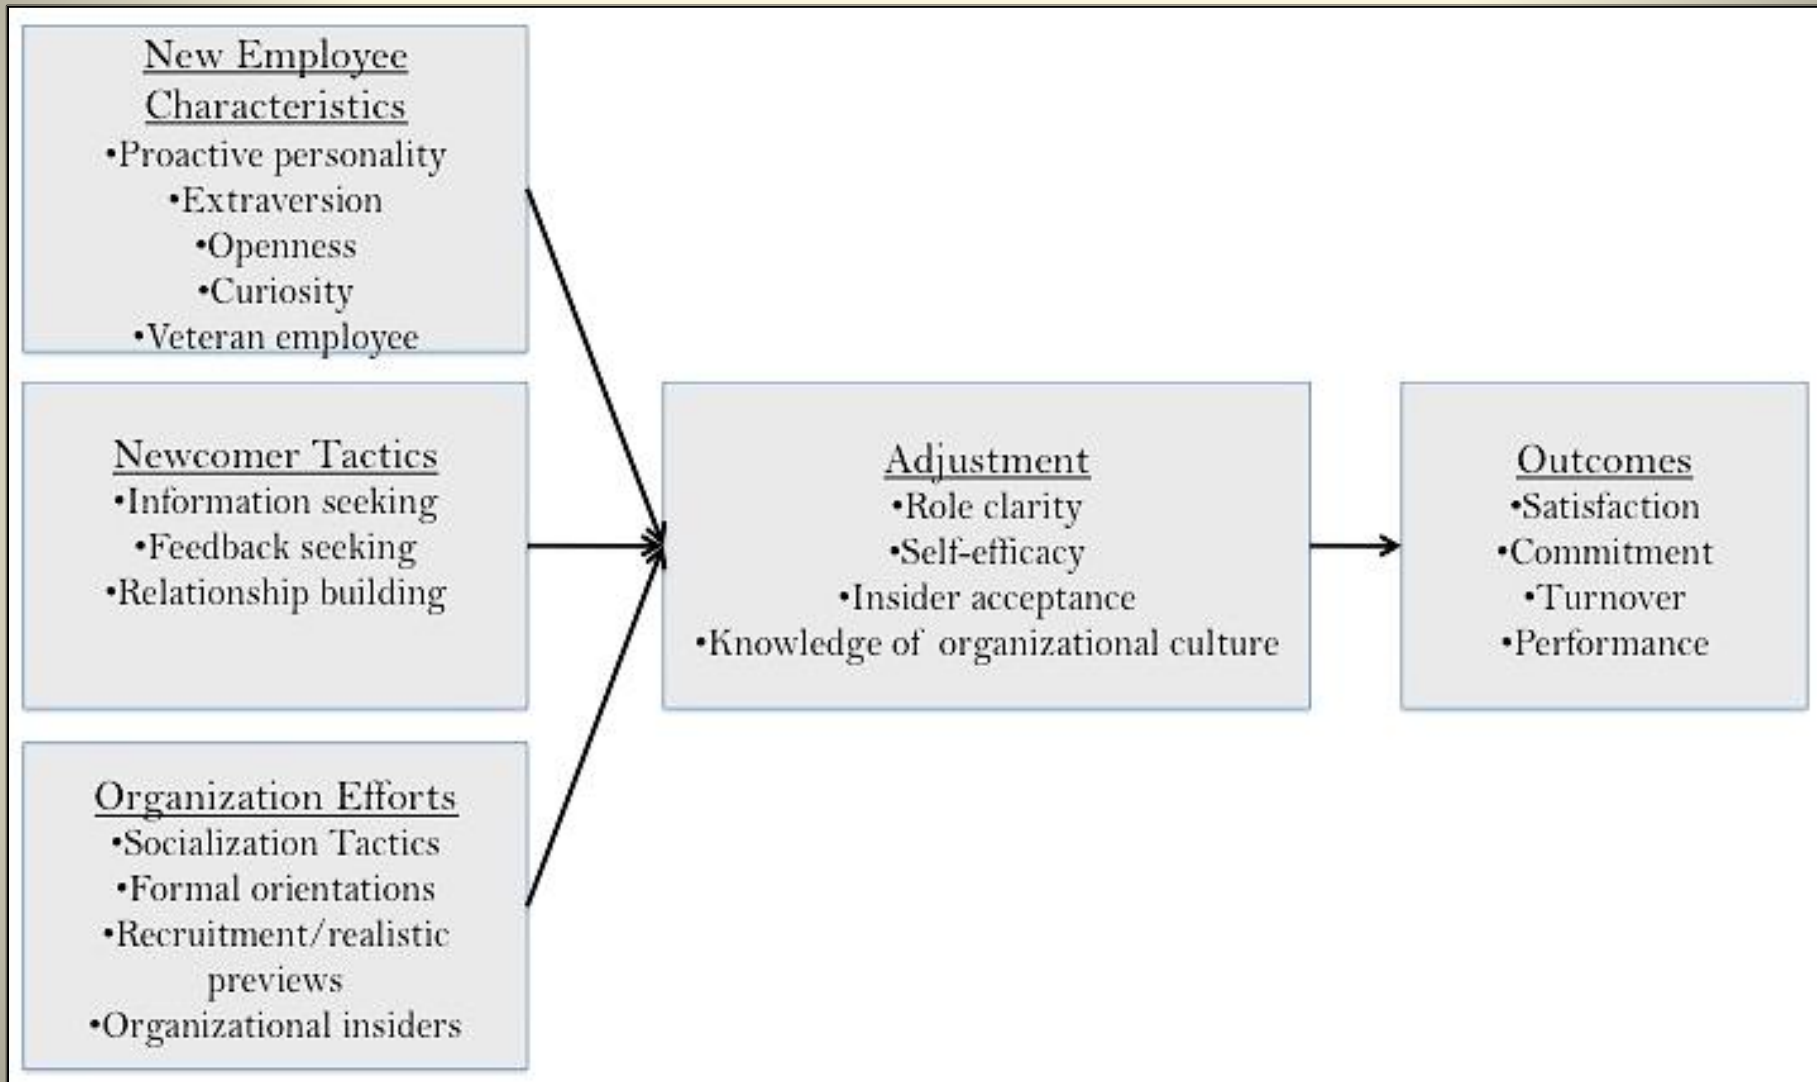 New Employee
Characteristics
•Proactive personality
•Extraversion
•Openness
•Curiosity
•Veteran employee
Newcomer Tactics
•Information seeking
•Feedback seeking
•Relationship building
Organization Efforts
•Socialization Tactics
•Formal orientations
•Recruitment/realistic
previews
•Organizational insiders
Adjustment
•Role clarity
•Self-efficacy
•Insider acceptance
•Knowledge of organizational culture
Outcomes
•Satisfaction
•Commitment
•Turnover
•Performance